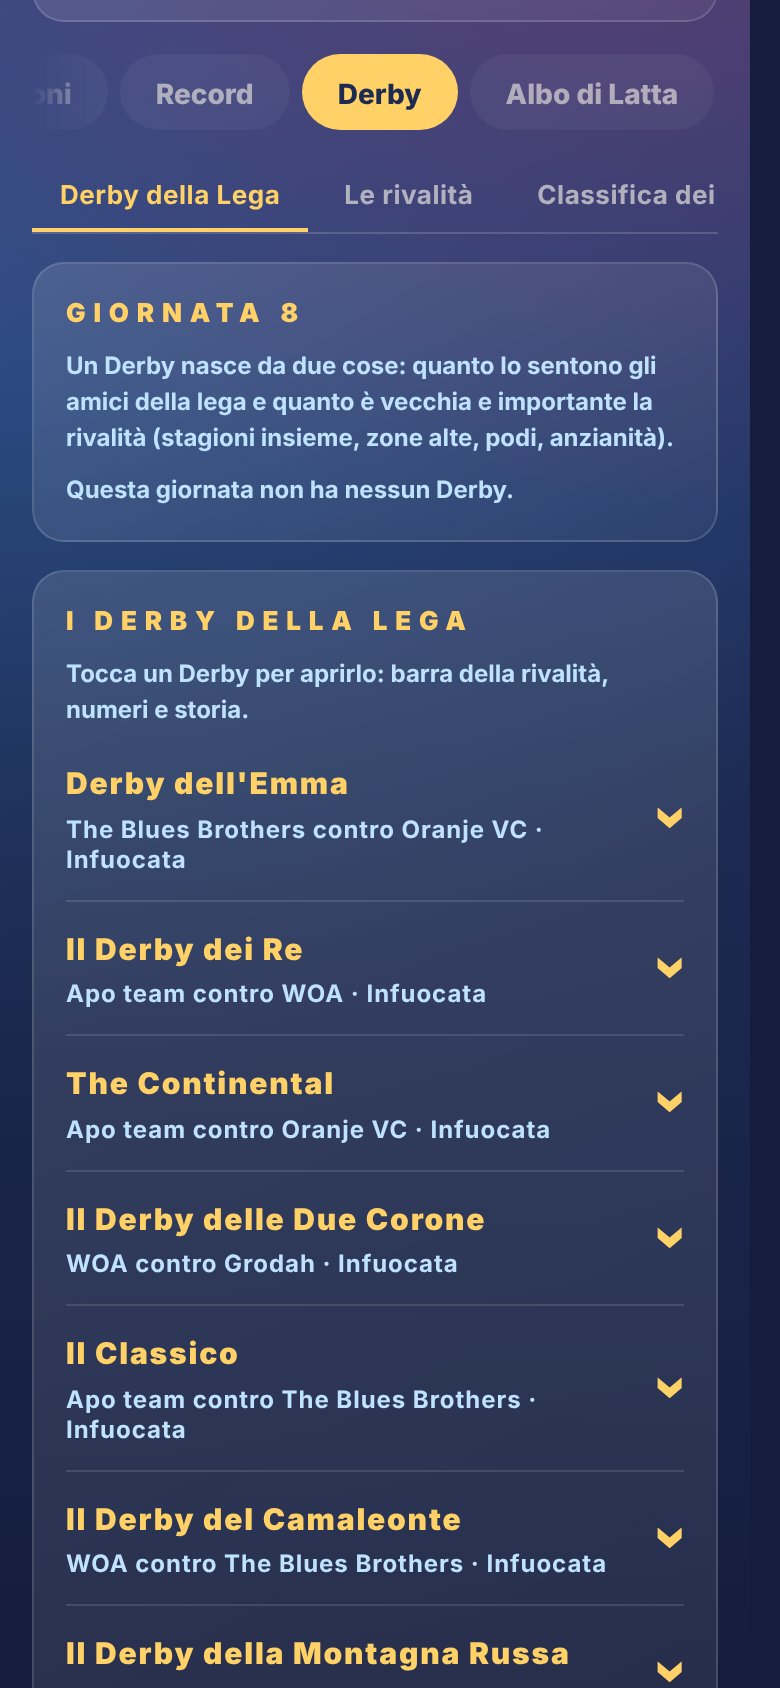 Record
Derby
Albo di Latta
Derby della Lega
Le rivalità
Classifica dei
GIORNATA 8
Un Derby nasce da due cose: quanto lo sentono gli
amici della lega e quanto è vecchia e importante la
rivalità (stagioni insieme, zone alte, podi, anzianità).
Questa giornata non ha nessun Derby.
I DERBY DELLA LEGA
Tocca un Derby per aprirlo: barra della rivalità,
numeri e storia.
Derby dell'Emma
The Blues Brothers contro Oranje VC ·
Infuocata
Il Derby dei Re
Apo team contro WOA · Infuocata
The Continental
Apo team contro Oranje VC · Infuocata
Il Derby delle Due Corone
WOA contro Grodah · Infuocata
Il Classico
Apo team contro The Blues Brothers ·
Infuocata
Il Derby del Camaleonte
WOA contro The Blues Brothers · Infuocata
Il Derby della Montagna Russa